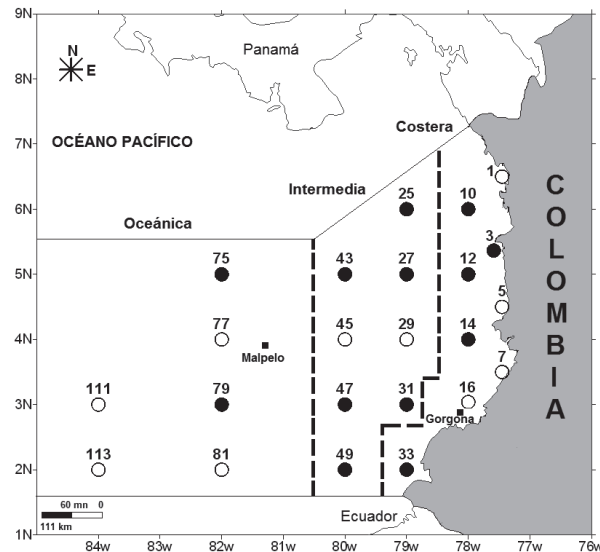 9N
Panamá
N
E
8N
7N
Costera
OCÉANO PACÍFICO
1
Intermedia
25
10
COLOMBIA
6N
Oceánica
3
75
43
27
12
5N
5
77
45
29
14
4N
Malpelo
7
111
79
47
31
16
3N
Gorgona
113
81
49
33
2N
60 mn 0
111 km
Ecuador
1N
84w
82w
81w
80w
79w
78w
77w
76w